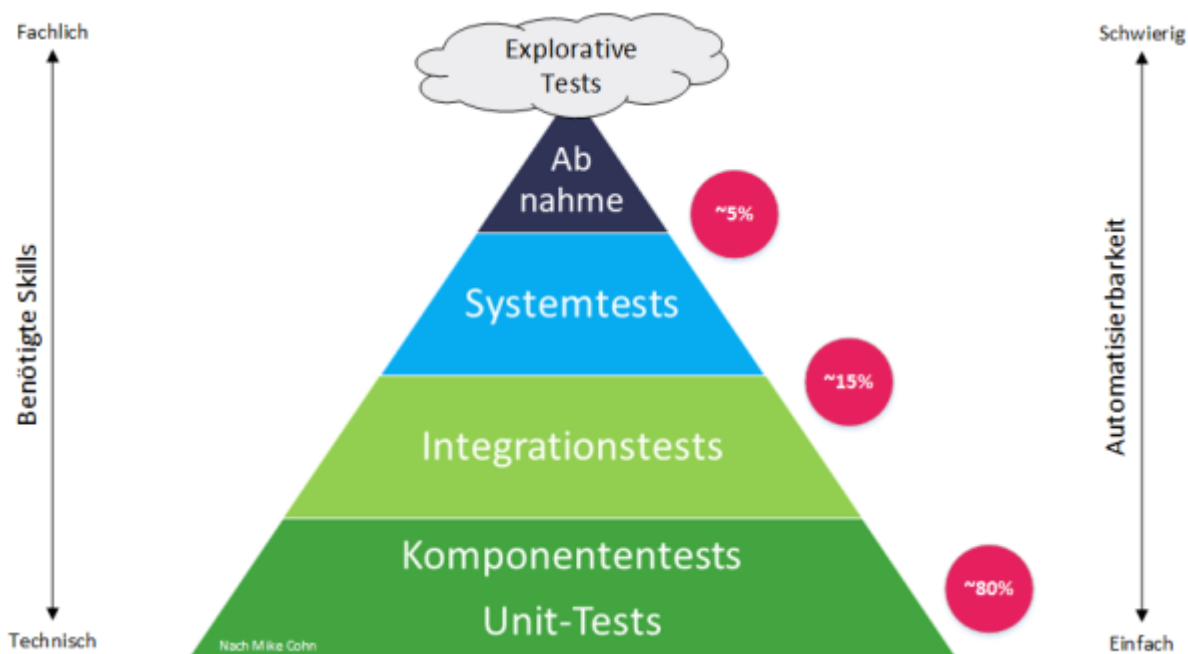 Fachlich
Schwierig
Explorative
Tests
Ab
nahme
~5%
Systemtests
~15%
Integrationstests
Komponententests
~80%
Unit-Tests
Nach Mike Cohn
Technisch
Einfach
Benötigte Skills
Automatisierbarkeit